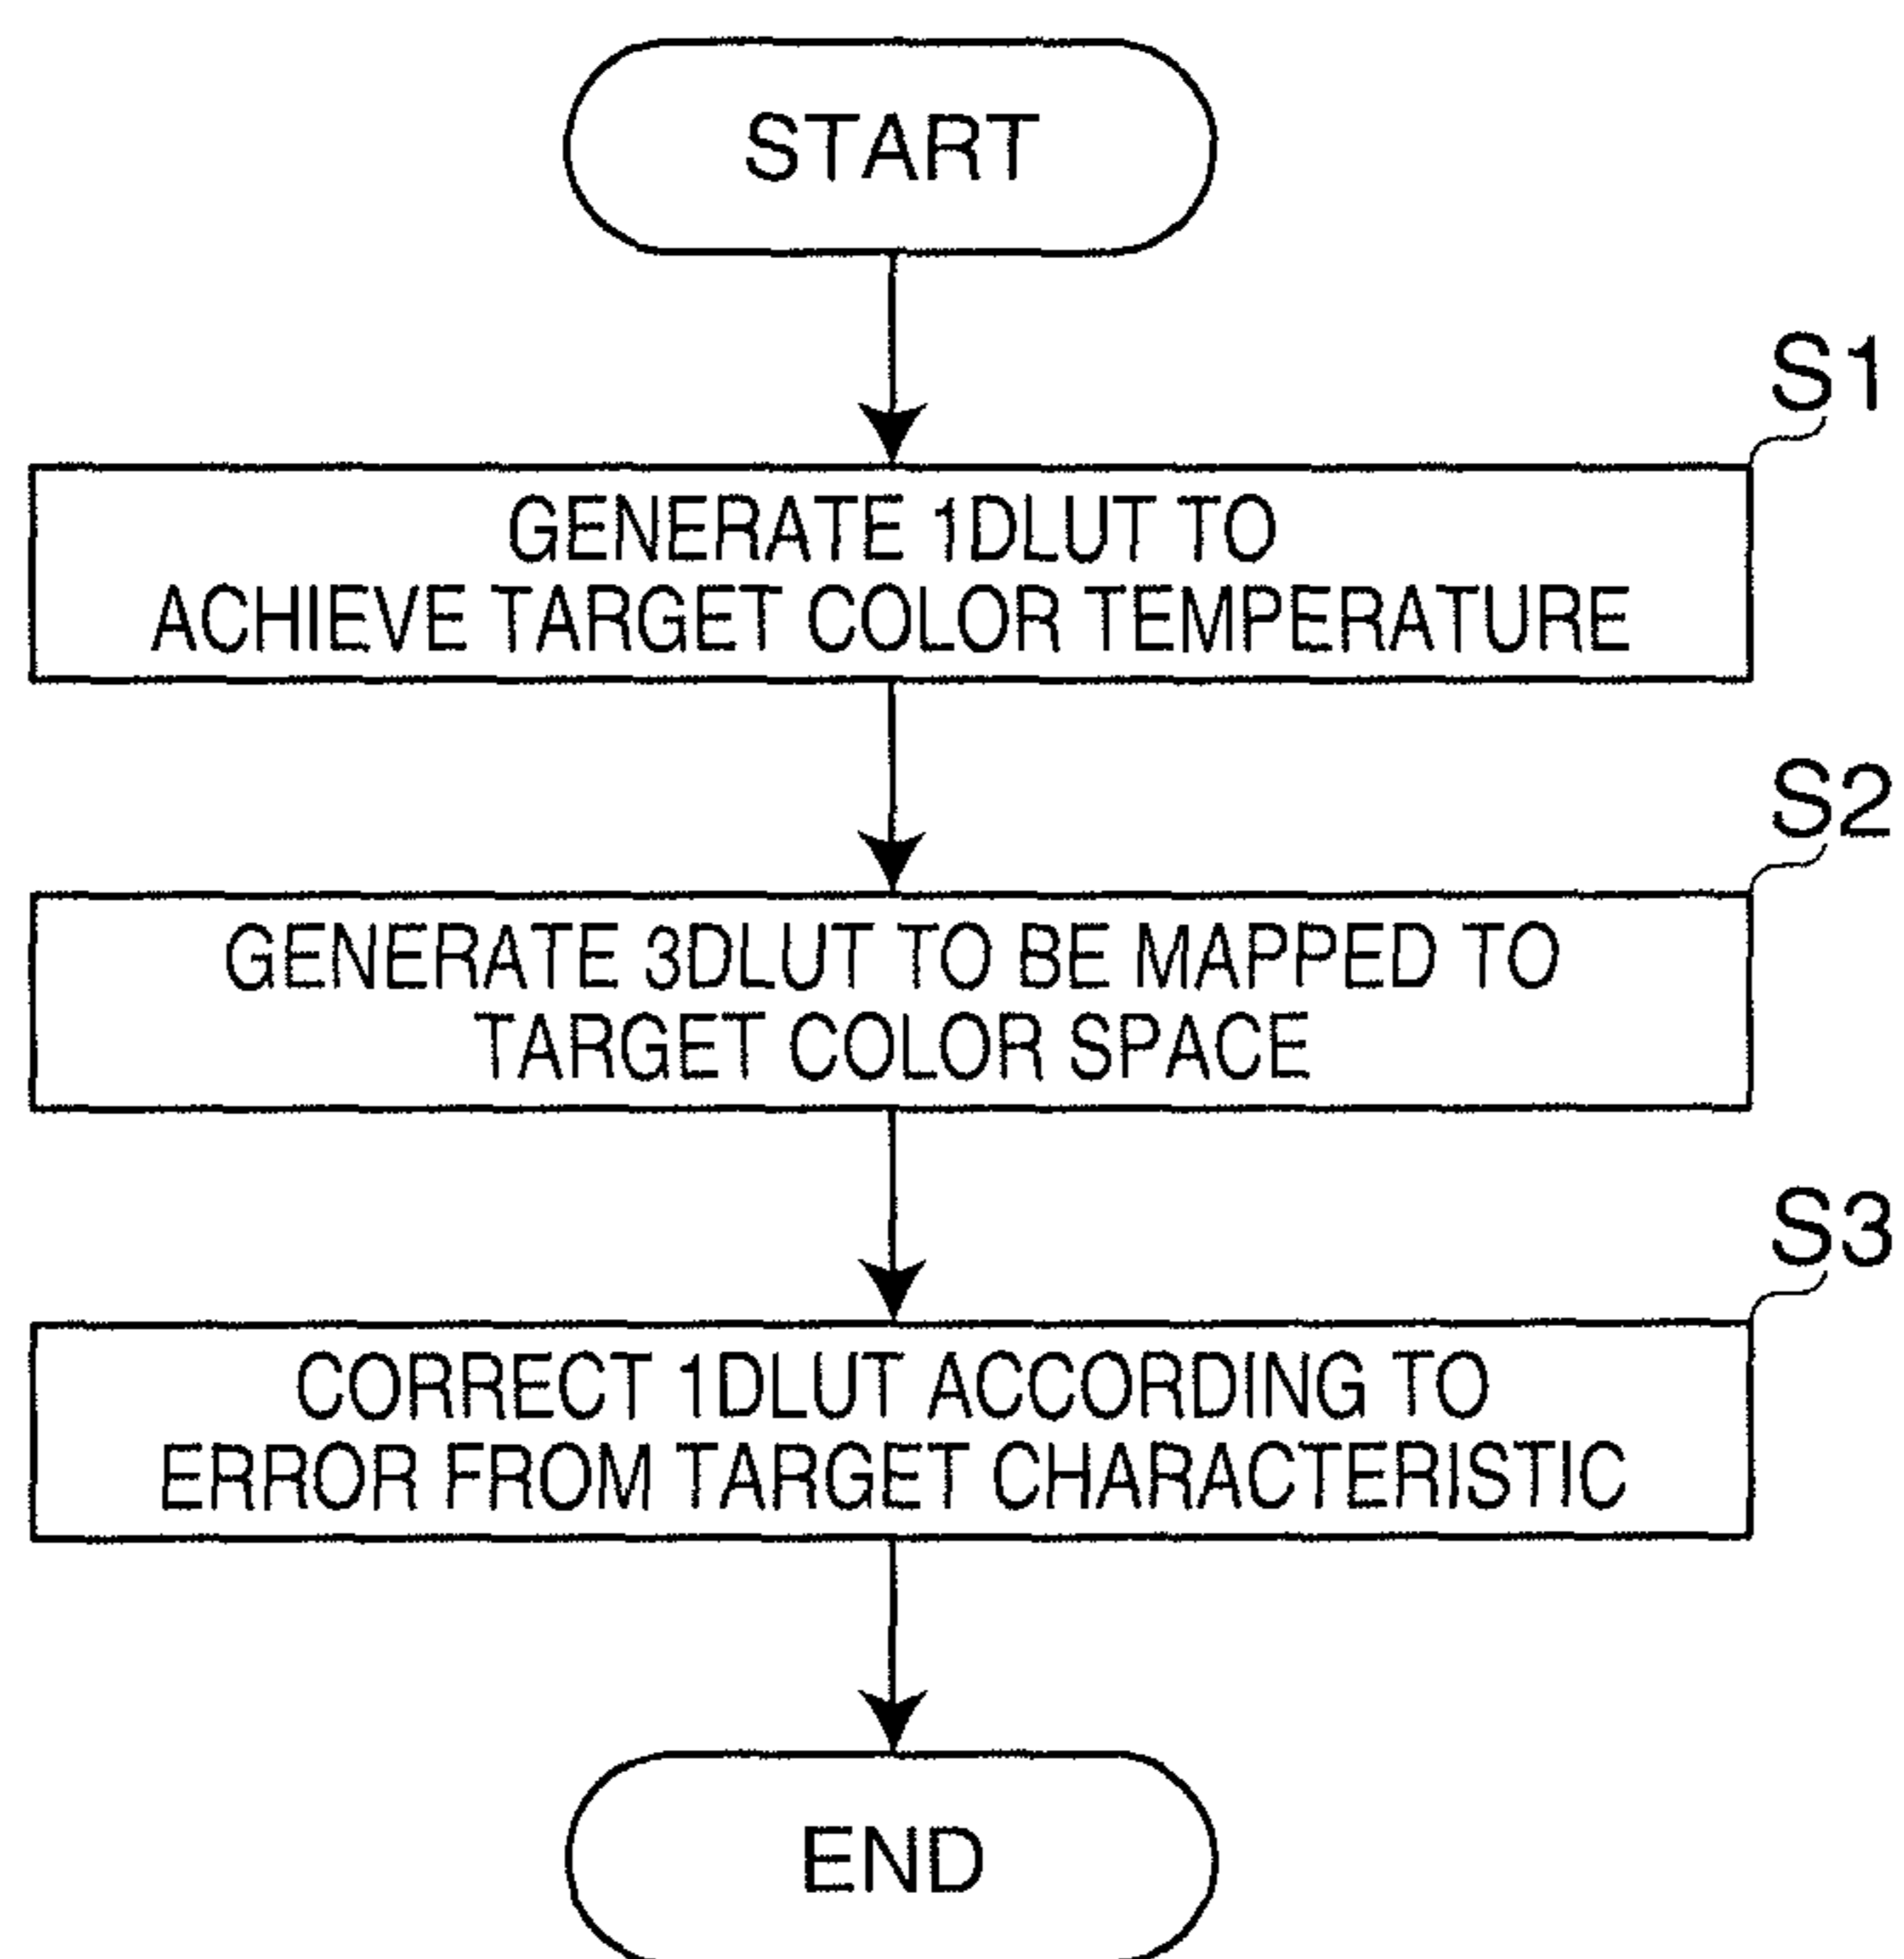 START
S1
GENERATE 1DLUT TO
ACHIEVE TARGET COLOR TEMPERATURE
S2
GENERATE 3DLUT TO BE MAPPED TO
TARGET COLOR SPACE
S3
CORRECT 1DLUT ACCORDING TO
ERROR FROM TARGET CHARACTERISTIC
END